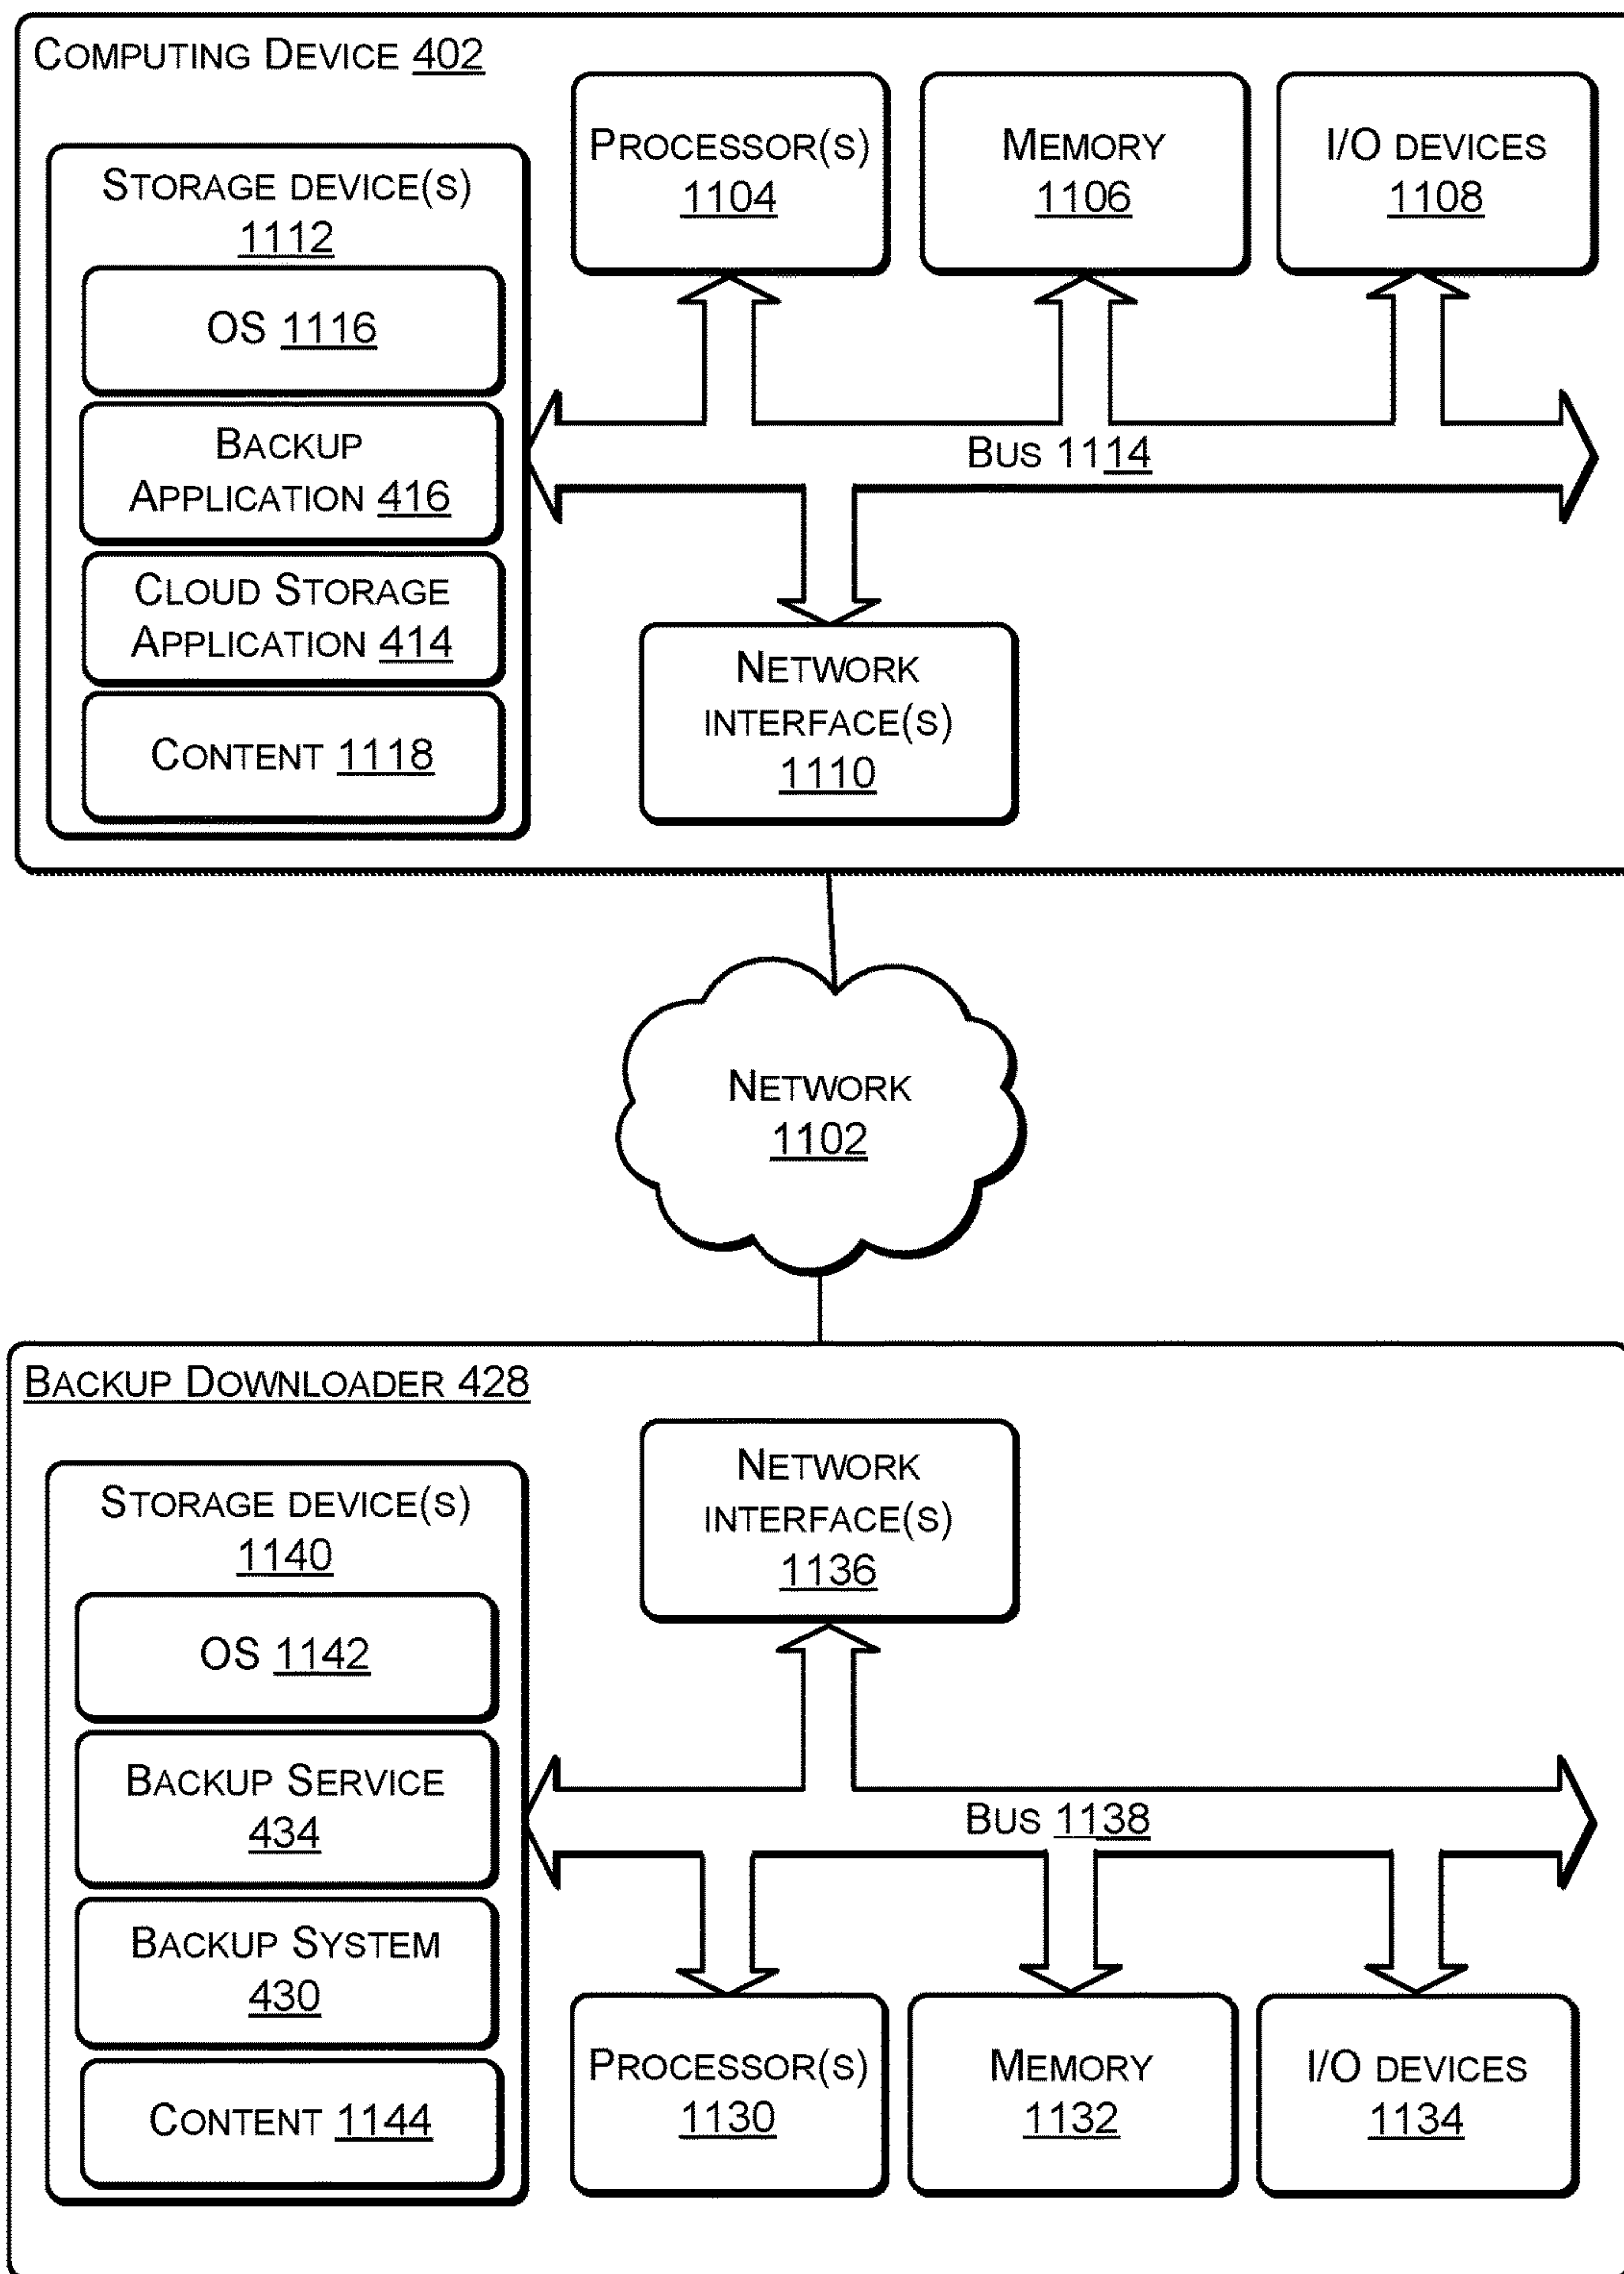 COMPUTING DEVICE 402
PROCESSOR(S)
1104
MEMORY
1106
I/O DEVICES
1108
STORAGE DEVICE(S)
1112
OS 1116
BACKUP
APPLICATION 416
CLOUD STORAGE
APPLICATION 414
CONTENT 1118
BUS 1114
NETWORK
INTERFACE(S)
1110
NETWORK
1102
BACKUP DOWNLOADER 428
NETWORK
INTERFACE(S)
1136
STORAGE DEVICE(S)
1140
OS 1142
BACKUP SERVICE
434
BACKUP SYSTEM
430
CONTENT 1144
BUS 1138
PROCESSOR(S)
1130
MEMORY
1132
I/O DEVICES
1134